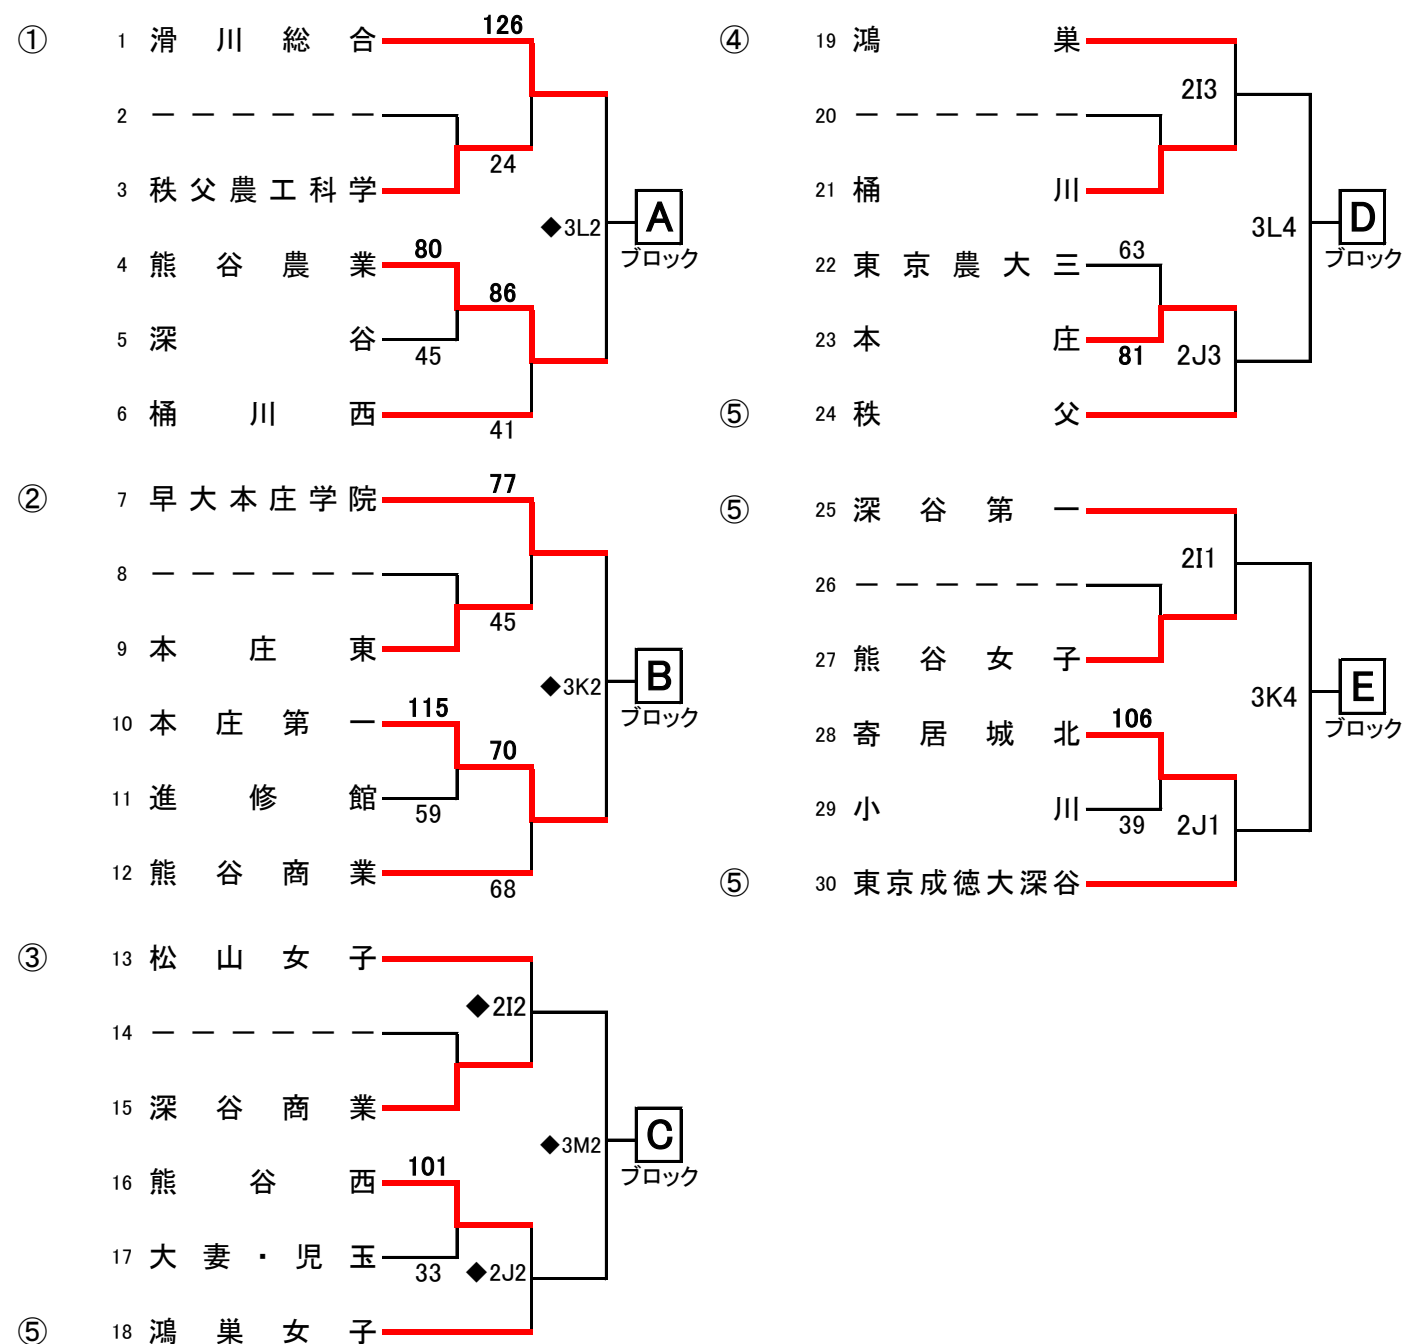 ① 1 滑川総合 126
2 ーーーーーー
24
3 秩父農工科学
◆3L2 A
ブロック
4 熊谷農業 80
86
5 深谷 45
6 桶川西 41
② 7 早大本庄学院 77
8 ーーーーーー
45
9 本庄東
◆3K2 B
ブロック
10 本庄第一 115
70
11 進修館 59
12 熊谷商業 68
③ 13 松山女子
◆2I2
14 ーーーーーー
15 深谷商業
◆3M2 C
ブロック
16 熊谷西 101
17 大妻・児玉 33
◆2J2
⑤ 18 鴻巣女子
④ 19 鴻巣
2I3
20 ーーーーーー
21 桶川
3L4 D
ブロック
22 東京農大三 63
23 本庄 81
2J3
⑤ 24 秩父
⑤ 25 深谷第一
2I1
26 ーーーーーー
27 熊谷女子
3K4 E
ブロック
28 寄居城北 106
29 小川 39
2J1
⑤ 30 東京成徳大深谷